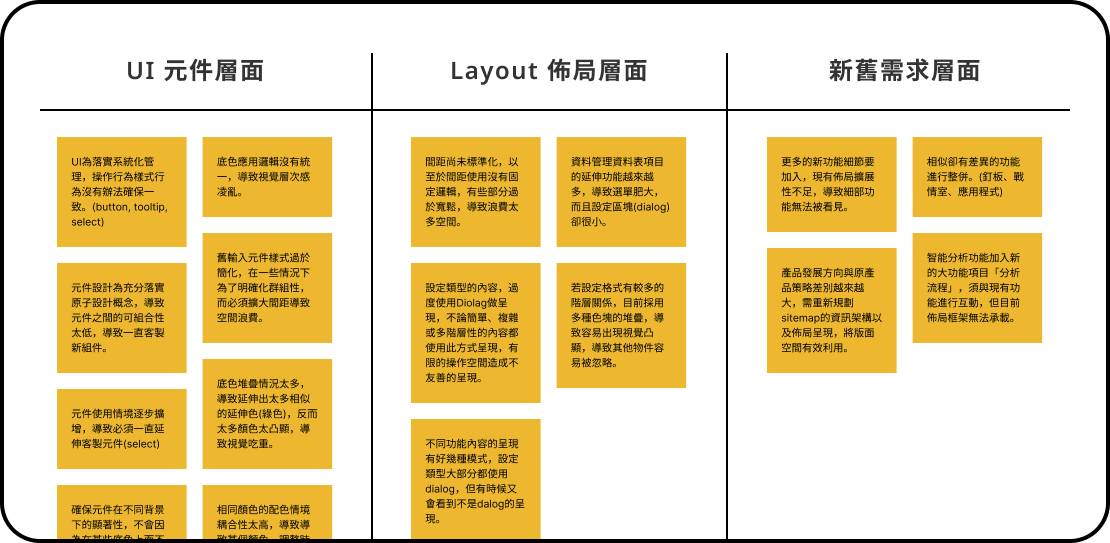 UI 元件層面
UI為落實系統化管
理，操作行為樣式行
為沒有辦法確保一
致。(button, tooltip,
select)
元件設計為充分落實
原子設計概念，導致
元件之間的可組合性
太低，導致一直客製
新組件。
元件使用情境逐步擴
增，導致必須一直延
伸客製元件(select)
確保元件在不同背景
下的顯著性，不會因
底色應用邏輯沒有統
一，導致視覺層次感
凌亂。
舊輸入元件樣式過於
簡化，在一些情況下
為了明確化群組性，
而必須擴大間距導致
空間浪費。
底色堆疊情況太多，
導致延伸出太多相似
的延伸色(綠色)，反而
太多顏色太凸顯，導
致視覺吃重。
相同顏色的配色情境
耦合性太高，導致導
Layout 佈局層面
間距尚未標準化，以
至於間距使用沒有固
定邏輯，有些部分過
於寬鬆，導致浪費太
多空間。
設定類型的內容，過
度使用Diolag做呈
現，不論簡單、複雜
或多階層性的內容都
使用此方式呈現，有
限的操作空間造成不
友善的呈現。
不同功能內容的呈現
有好幾種模式，設定
類型大部分都使用
dialog，但有時候又
會看到不是dalog的呈
現。
資料管理資料表項目
的延伸功能越來越
多，導致選單肥大，
而且設定區塊(dialog)
卻很小。
若設定格式有較多的
階層關係，目前採用
多種色塊的堆疊，導
致容易出現視覺凸
顯，導致其他物件容
易被忽略。
新舊需求層面
更多的新功能細節要
加入，現有佈局擴展
性不足，導致細部功
能無法被看見。
產品發展方向與原產
品策略差別越來越
大，需重新規劃
sitemap的資訊架構以
及佈局呈現，將版面
空間有效利用。
相似卻有差異的功能
進行整併。(釘板、戰
情室、應用程式)
智能分析功能加入新
的大功能項目「分析
流程」，須與現有功
能進行互動，但目前
佈局框架無法承載。